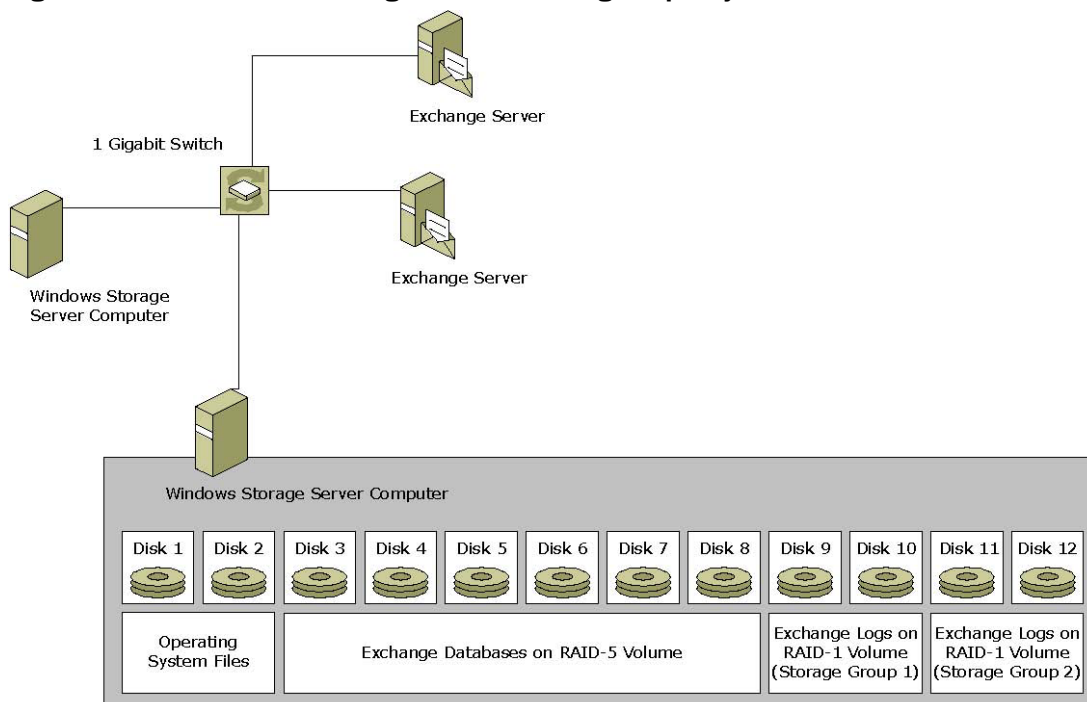 Exchange Server
1 Gigabit Switch
Exchange Server
Windows Storage
Server Computer
Windows Storage Server Computer
Disk 1 Disk 2 Disk 3 Disk 4 Disk 5 Disk 6 Disk 7 Disk 8 Disk 9 Disk 10 Disk 11 Disk 12
Operating
System Files
Exchange Databases on RAID-5 Volume
Exchange Logs on
RAID-1 Volume
(Storage Group 1)
Exchange Logs on
RAID-1 Volume
(Storage Group 2)